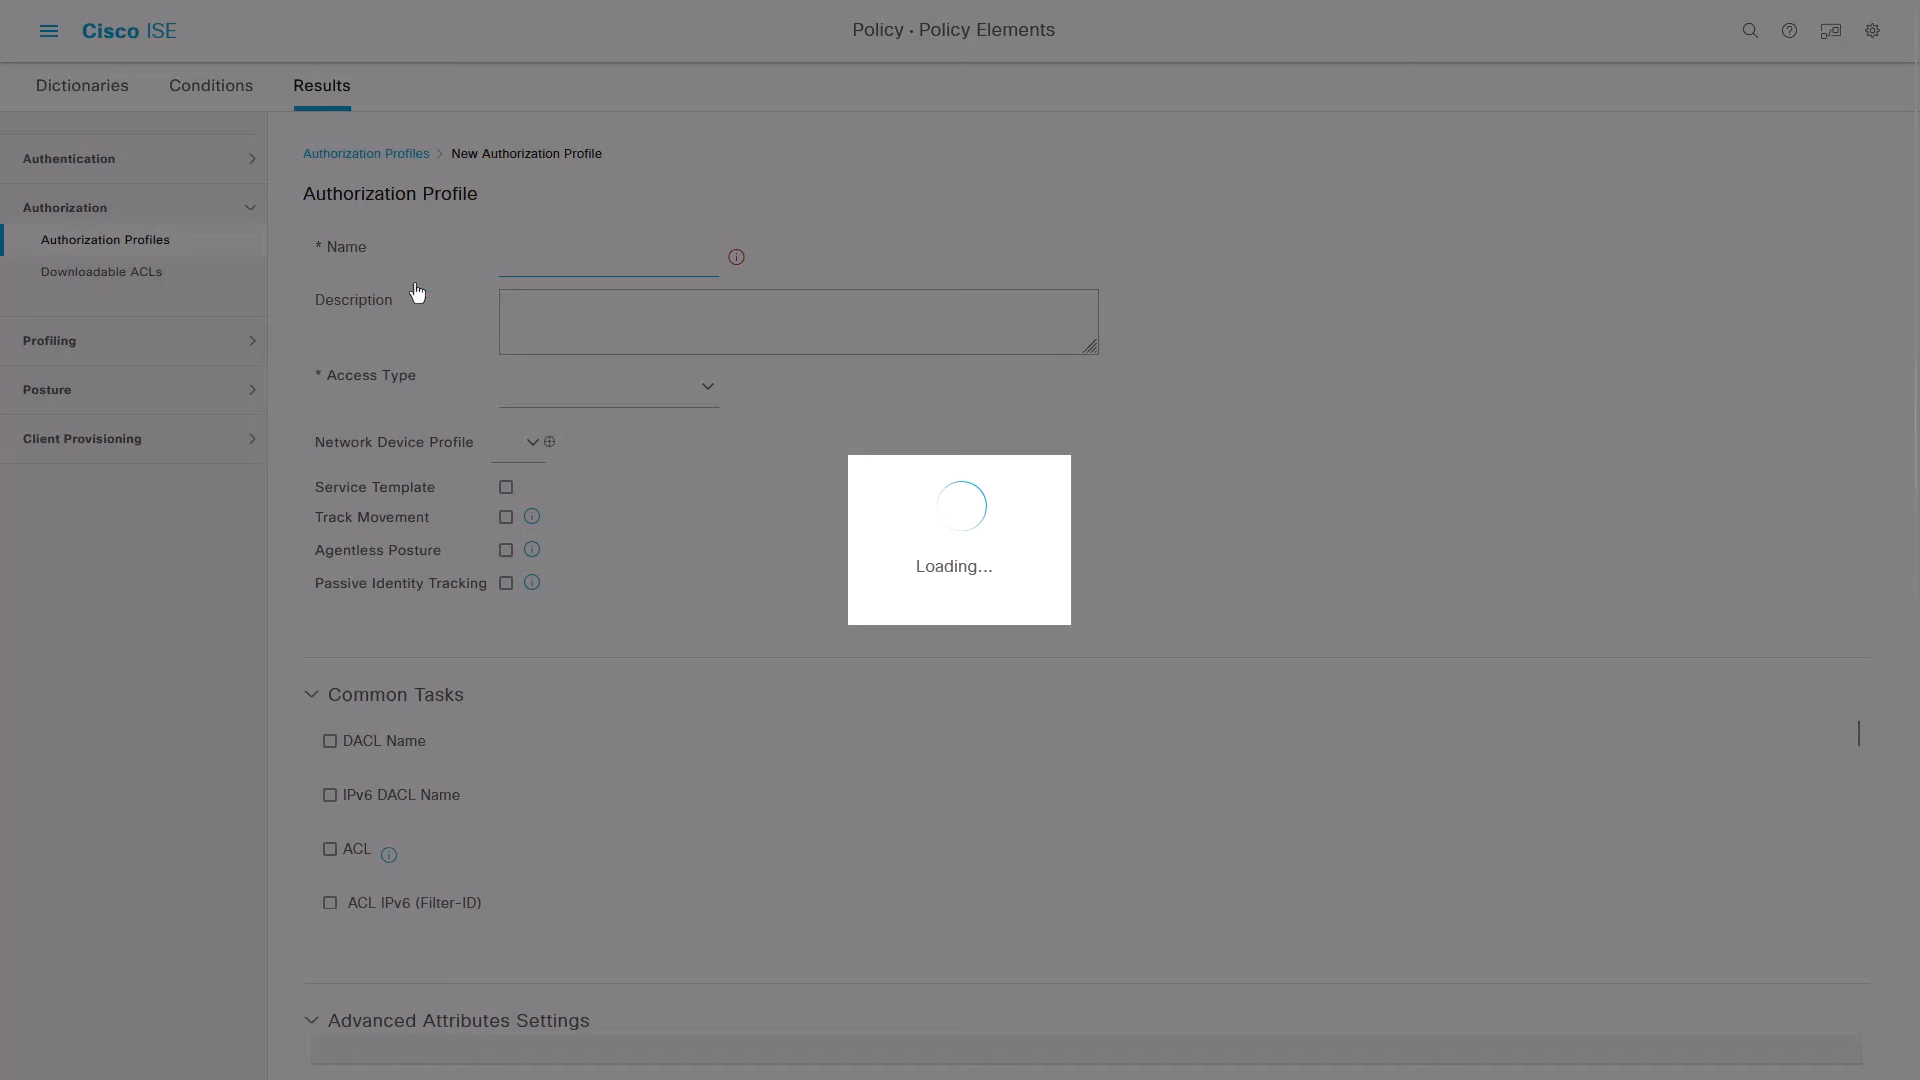 Cisco ISE
Policy · Policy Elements
Dictionaries
Conditions
Results
Authentication
Authorization
Authorization Profiles
Downloadable ACLs
Profiling
Posture
Client Provisioning
Authorization Profiles > New Authorization Profile
Authorization Profile
* Name
Description
* Access Type
Network Device Profile
Service Template
Track Movement
Agentless Posture
Passive Identity Tracking
Loading...
Common Tasks
DACL Name
IPv6 DACL Name
ACL
ACL IPv6 (Filter-ID)
Advanced Attributes Settings